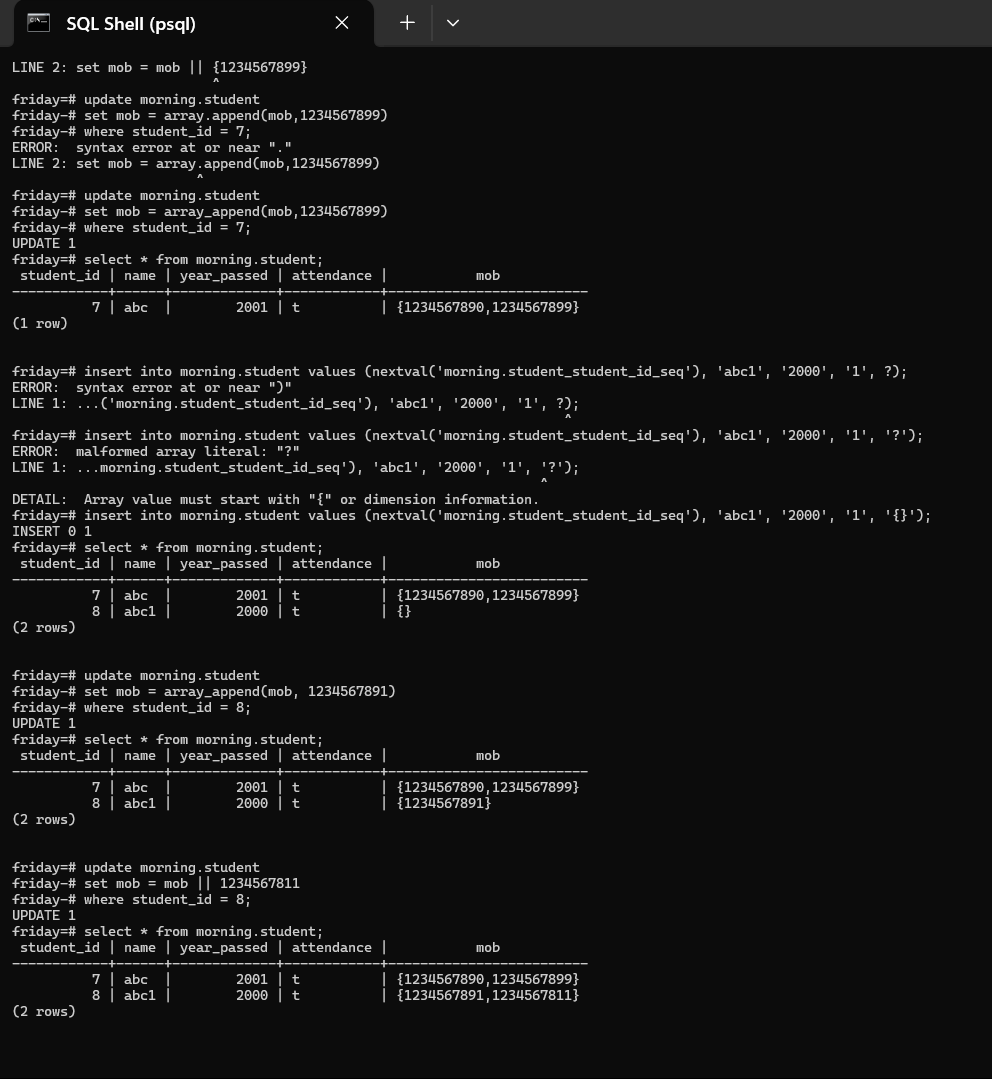 SQL Shell (psql)
LINE 2: set mob = mob || {1234567899}
                         ^
friday=# update morning.student
friday-# set mob = array.append(mob,1234567899)
friday-# where student_id = 7;
ERROR:  syntax error at or near "."
LINE 2: set mob = array.append(mob,1234567899)
                       ^
friday=# update morning.student
friday-# set mob = array_append(mob,1234567899)
friday-# where student_id = 7;
UPDATE 1
friday=# select * from morning.student;
 student_id | name | year_passed | attendance |           mob
------------+------+-------------+------------+-------------------------
          7 | abc  |        2001 | t          | {1234567890,1234567899}
(1 row)
friday=# insert into morning.student values (nextval('morning.student_student_id_seq'), 'abc1', '2000', '1', ?);
ERROR:  syntax error at or near ")"
LINE 1: ...('morning.student_student_id_seq'), 'abc1', '2000', '1', ?);
                                                                     ^
friday=# insert into morning.student values (nextval('morning.student_student_id_seq'), 'abc1', '2000', '1', '?');
ERROR:  malformed array literal: "?"
LINE 1: ...morning.student_student_id_seq'), 'abc1', '2000', '1', '?');
                                                                  ^
DETAIL:  Array value must start with "{" or dimension information.
friday=# insert into morning.student values (nextval('morning.student_student_id_seq'), 'abc1', '2000', '1', '{}');
INSERT 0 1
friday=# select * from morning.student;
 student_id | name | year_passed | attendance |           mob
------------+------+-------------+------------+-------------------------
          7 | abc  |        2001 | t          | {1234567890,1234567899}
          8 | abc1 |        2000 | t          | {}
(2 rows)
friday=# update morning.student
friday-# set mob = array_append(mob, 1234567891)
friday-# where student_id = 8;
UPDATE 1
friday=# select * from morning.student;
 student_id | name | year_passed | attendance |           mob
------------+------+-------------+------------+-------------------------
          7 | abc  |        2001 | t          | {1234567890,1234567899}
          8 | abc1 |        2000 | t          | {1234567891}
(2 rows)
friday=# update morning.student
friday-# set mob = mob || 1234567811
friday-# where student_id = 8;
UPDATE 1
friday=# select * from morning.student;
 student_id | name | year_passed | attendance |           mob
------------+------+-------------+------------+-------------------------
          7 | abc  |        2001 | t          | {1234567890,1234567899}
          8 | abc1 |        2000 | t          | {1234567891,1234567811}
(2 rows)